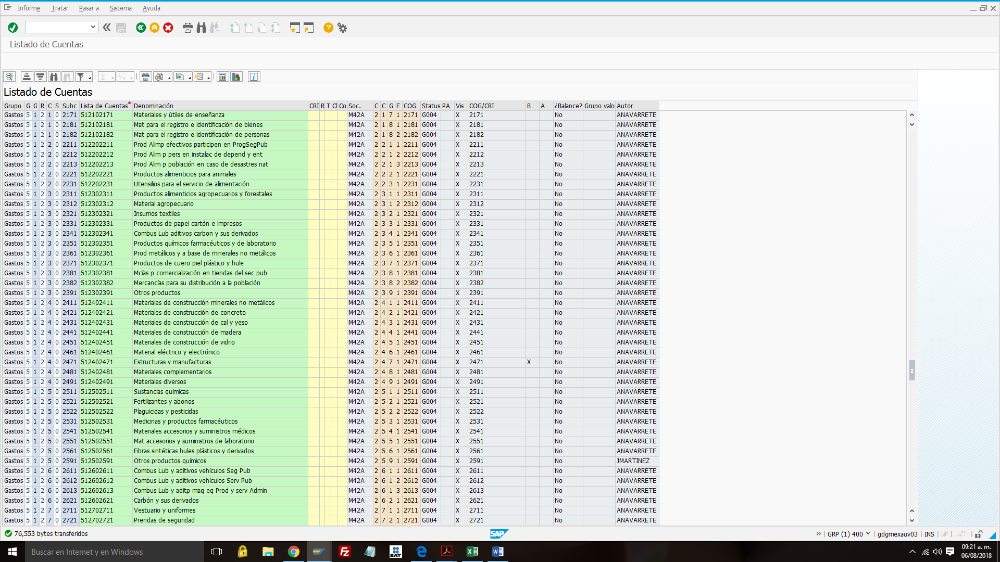 Informe Tratar Pasar a Sistema Ayuda
Listado de Cuentas
Listado de Cuentas
Grupo G G R C S Subc Lista de Cuentas Denominación CRI R T Cl Co Soc. C C G E COG Status PA Vis COG/CRI B A ¿Balance? Grupo valo Autor
Gastos 5 1 2 1 0 2171 512102171 Materiales y útiles de enseñanza M42A 2 1 7 1 2171 G004 X 2171 No ANAVARRETE
Gastos 5 1 2 1 0 2181 512102181 Mat para el registro e identificación de bienes M42A 2 1 8 1 2181 G004 X 2181 No ANAVARRETE
Gastos 5 1 2 1 0 2182 512102182 Mat para el registro e identificación de personas M42A 2 1 8 2 2182 G004 X 2182 No ANAVARRETE
Gastos 5 1 2 2 0 2211 512202211 Prod Alimp efectivos participen en ProgSegPub M42A 2 2 1 1 2211 G004 X 2211 No ANAVARRETE
Gastos 5 1 2 2 0 2212 512202212 Prod Alim p pers en instalac de depend y ent M42A 2 2 1 2 2212 G004 X 2212 No ANAVARRETE
Gastos 5 1 2 2 0 2213 512202213 Prod Alim p población en caso de desastres nat M42A 2 2 1 3 2213 G004 X 2213 No ANAVARRETE
Gastos 5 1 2 2 0 2221 512202221 Productos alimenticios para animales M42A 2 2 2 1 2221 G004 X 2221 No ANAVARRETE
Gastos 5 1 2 2 0 2231 512202231 Utensilios para el servicio de alimentación M42A 2 2 3 1 2231 G004 X 2231 No ANAVARRETE
Gastos 5 1 2 3 0 2311 512302311 Productos alimenticios agropecuarios y forestales M42A 2 3 1 1 2311 G004 X 2311 No ANAVARRETE
Gastos 5 1 2 3 0 2312 512302312 Material agropecuario M42A 2 3 1 2 2312 G004 X 2312 No ANAVARRETE
Gastos 5 1 2 3 0 2321 512302321 Insumos textiles M42A 2 3 2 1 2321 G004 X 2321 No ANAVARRETE
Gastos 5 1 2 3 0 2331 512302331 Productos de papel cartón e impresos M42A 2 3 3 1 2331 G004 X 2331 No ANAVARRETE
Gastos 5 1 2 3 0 2341 512302341 Combus Lub aditivos carbon y sus derivados M42A 2 3 4 1 2341 G004 X 2341 No ANAVARRETE
Gastos 5 1 2 3 0 2351 512302351 Productos químicos farmacéuticos y de laboratorio M42A 2 3 5 1 2351 G004 X 2351 No ANAVARRETE
Gastos 5 1 2 3 0 2361 512302361 Prod metálicos y a base de minerales no metálicos M42A 2 3 6 1 2361 G004 X 2361 No ANAVARRETE
Gastos 5 1 2 3 0 2371 512302371 Productos de cuero piel plástico y hule M42A 2 3 7 1 2371 G004 X 2371 No ANAVARRETE
Gastos 5 1 2 3 0 2381 512302381 Mcías p comercialización en tiendas del sec pub M42A 2 3 8 1 2381 G004 X 2381 No ANAVARRETE
Gastos 5 1 2 3 0 2382 512302382 Mercancías para su distribución a la población M42A 2 3 8 2 2382 G004 X 2382 No ANAVARRETE
Gastos 5 1 2 3 0 2391 512302391 Otros productos M42A 2 3 9 1 2391 G004 X 2391 No ANAVARRETE
Gastos 5 1 2 4 0 2411 512402411 Materiales de construcción minerales no metálicos M42A 2 4 1 1 2411 G004 X 2411 No ANAVARRETE
Gastos 5 1 2 4 0 2421 512402421 Materiales de construcción de concreto M42A 2 4 2 1 2421 G004 X 2421 No ANAVARRETE
Gastos 5 1 2 4 0 2431 512402431 Materiales de construcción de cal y yeso M42A 2 4 3 1 2431 G004 X 2431 No ANAVARRETE
Gastos 5 1 2 4 0 2441 512402441 Materiales de construcción de madera M42A 2 4 4 1 2441 G004 X 2441 No ANAVARRETE
Gastos 5 1 2 4 0 2451 512402451 Materiales de construcción de vidrio M42A 2 4 5 1 2451 G004 X 2451 No ANAVARRETE
Gastos 5 1 2 4 0 2461 512402461 Material eléctrico y electrónico M42A 2 4 6 1 2461 G004 X 2461 No ANAVARRETE
Gastos 5 1 2 4 0 2471 512402471 Estructuras y manufacturas M42A 2 4 7 1 2471 G004 X 2471 X No ANAVARRETE
Gastos 5 1 2 4 0 2481 512402481 Materiales complementarios M42A 2 4 8 1 2481 G004 X 2481 No ANAVARRETE
Gastos 5 1 2 4 0 2491 512402491 Materiales diversos M42A 2 4 9 1 2491 G004 X 2491 No ANAVARRETE
Gastos 5 1 2 5 0 2511 512502511 Sustancias químicas M42A 2 5 1 1 2511 G004 X 2511 No ANAVARRETE
Gastos 5 1 2 5 0 2521 512502521 Fertilizantes y abonos M42A 2 5 2 1 2521 G004 X 2521 No ANAVARRETE
Gastos 5 1 2 5 0 2522 512502522 Plaguicidas y pesticidas M42A 2 5 2 2 2522 G004 X 2522 No ANAVARRETE
Gastos 5 1 2 5 0 2531 512502531 Medicinas y productos farmacéuticos M42A 2 5 3 1 2531 G004 X 2531 No ANAVARRETE
Gastos 5 1 2 5 0 2541 512502541 Materiales accesorios y suministros médicos M42A 2 5 4 1 2541 G004 X 2541 No ANAVARRETE
Gastos 5 1 2 5 0 2551 512502551 Mat accesorios y suministros de laboratorio M42A 2 5 5 1 2551 G004 X 2551 No ANAVARRETE
Gastos 5 1 2 5 0 2561 512502561 Fibras sintéticas hules plásticos y derivados M42A 2 5 6 1 2561 G004 X 2561 No ANAVARRETE
Gastos 5 1 2 5 0 2591 512502591 Otros productos químicos M42A 2 5 9 1 2591 G004 X 2591 No JMARTINEZ
Gastos 5 1 2 6 0 2611 512602611 Combus Lub y aditivos vehículos Seg Pub M42A 2 6 1 1 2611 G004 X 2611 No ANAVARRETE
Gastos 5 1 2 6 0 2612 512602612 Combus Lub y aditivos vehículos Serv Pub M42A 2 6 1 2 2612 G004 X 2612 No ANAVARRETE
Gastos 5 1 2 6 0 2613 512602613 Combus Lub y aditp maq eq Prod y serv Admin M42A 2 6 1 3 2613 G004 X 2613 No ANAVARRETE
Gastos 5 1 2 6 0 2621 512602621 Carbón y sus derivados M42A 2 6 2 1 2621 G004 X 2621 No ANAVARRETE
Gastos 5 1 2 7 0 2711 512702711 Vestuario y uniformes M42A 2 7 1 1 2711 G004 X 2711 No ANAVARRETE
Gastos 5 1 2 7 0 2721 512702721 Prendas de seguridad M42A 2 7 2 1 2721 G004 X 2721 No ANAVARRETE
76,553 bytes transferidos SAP GRP (1) 400 gdgmexauv03 INS
Buscar en Internet y en Windows SAT 09:21 a. m.
06/08/2018